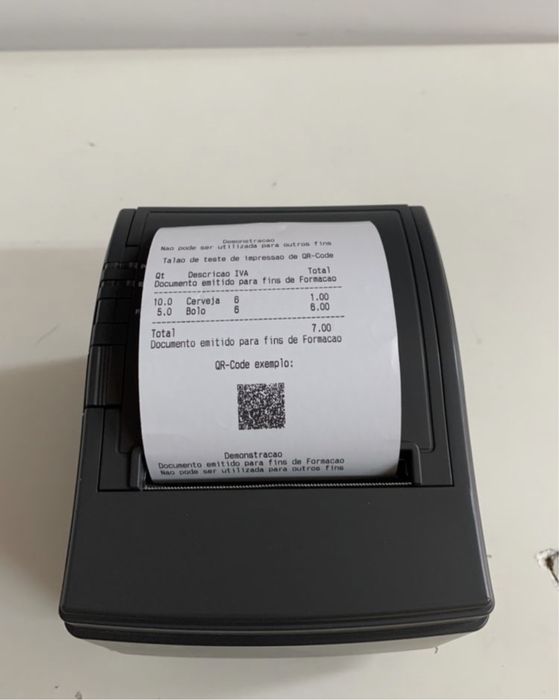 Demonstracao
Nao pode ser utilizada para outros fins
Talao de teste de impressao de QR-Code
Qt Descricao IVA Total
Documento emitido para fins de Formacao
10.0 Cerveja 6 1.00
5.0 Bolo 6 6.00
Total 7.00
Documento emitido para fins de Formacao
QR-Code exemplo:
Demonstracao
Documento emitido para fins de Formacao
Nao pode ser utilizada para outros fins